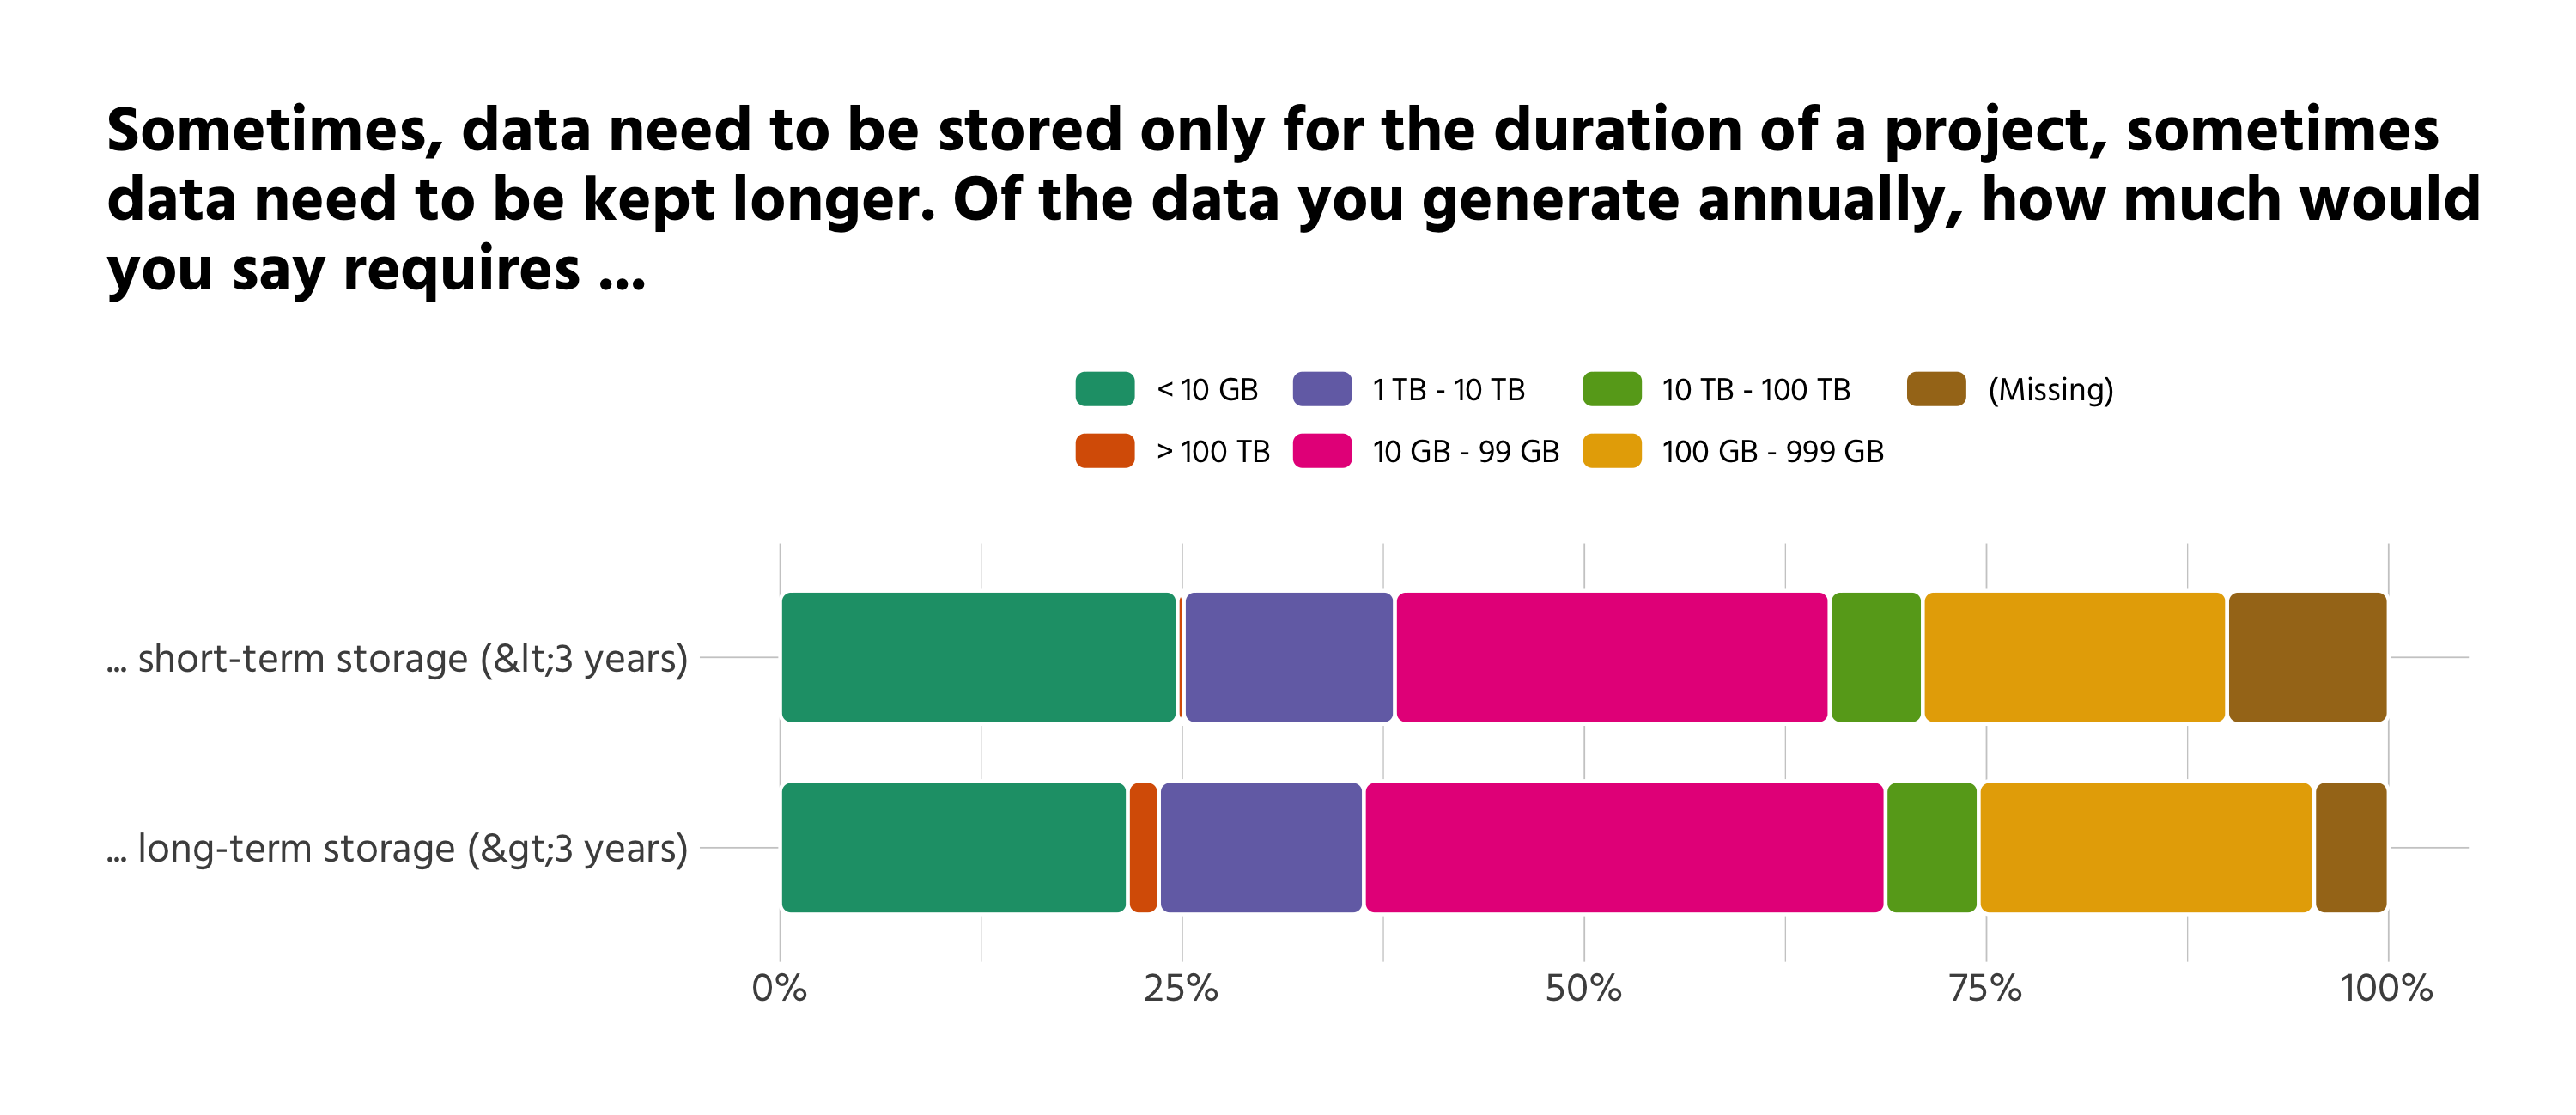 Sometimes, data need to be stored only for the duration of a project, sometimes
data need to be kept longer. Of the data you generate annually, how much would
you say requires ...
< 10 GB
1 TB - 10 TB
10 TB - 100 TB
(Missing)
> 100 TB
10 GB - 99 GB
100 GB - 999 GB
... short-term storage (&lt;3 years)
... long-term storage (&gt;3 years)
0%
25%
50%
75%
100%